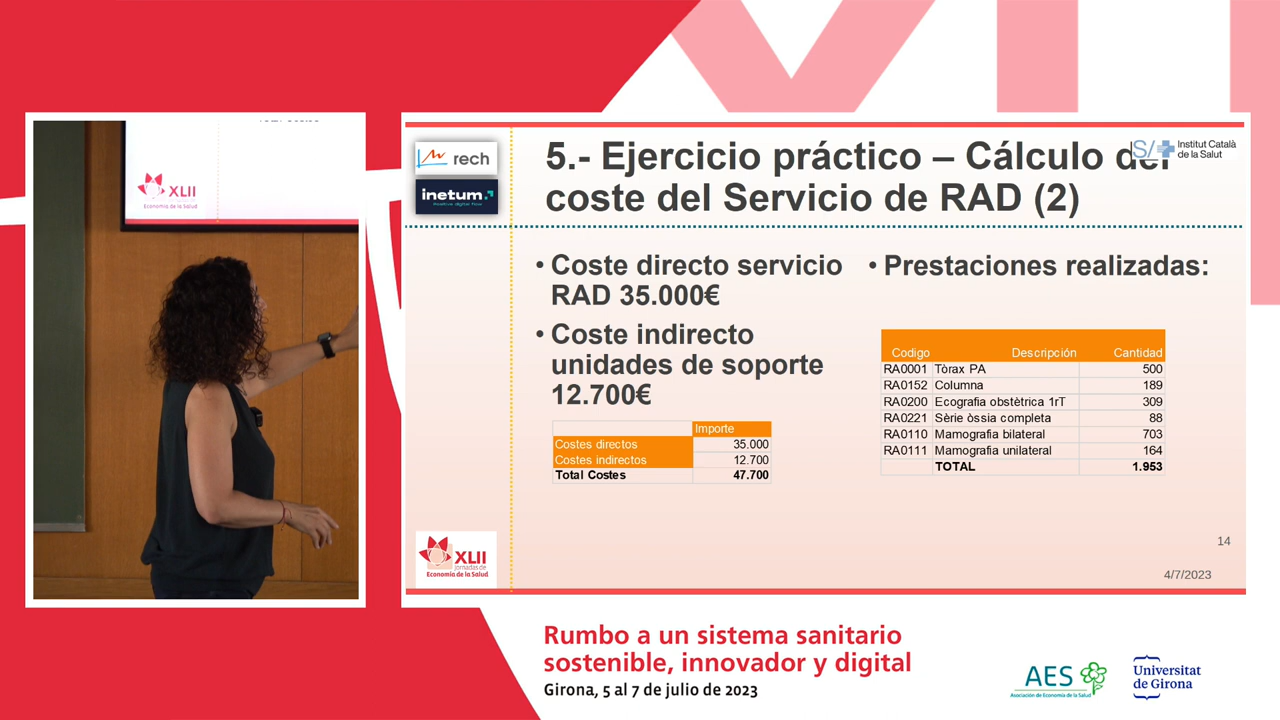 XLII
Economía de la Salud
rech
inetum.
Positive digital flow
5.- Ejercicio práctico – Cálculo del
coste del Servicio de RAD (2)
Institut Català
de la Salut
• Coste directo servicio
RAD 35.000€
• Coste indirecto
unidades de soporte
12.700€
Importe
Costes directos 35.000
Costes indirectos 12.700
Total Costes 47.700
• Prestaciones realizadas:
Codigo Descripción Cantidad
RA0001 Tòrax PA 500
RA0152 Columna 189
RA0200 Ecografia obstètrica 1rT 309
RA0221 Sèrie òssia completa 88
RA0110 Mamografia bilateral 703
RA0111 Mamografia unilateral 164
TOTAL 1.953
XLII
Jornadas de
Economía de la Salud
14
4/7/2023
Rumbo a un sistema sanitario
sostenible, innovador y digital
Girona, 5 al 7 de julio de 2023
AES
Asociación de Economía de la Salud
Universitat
de Girona